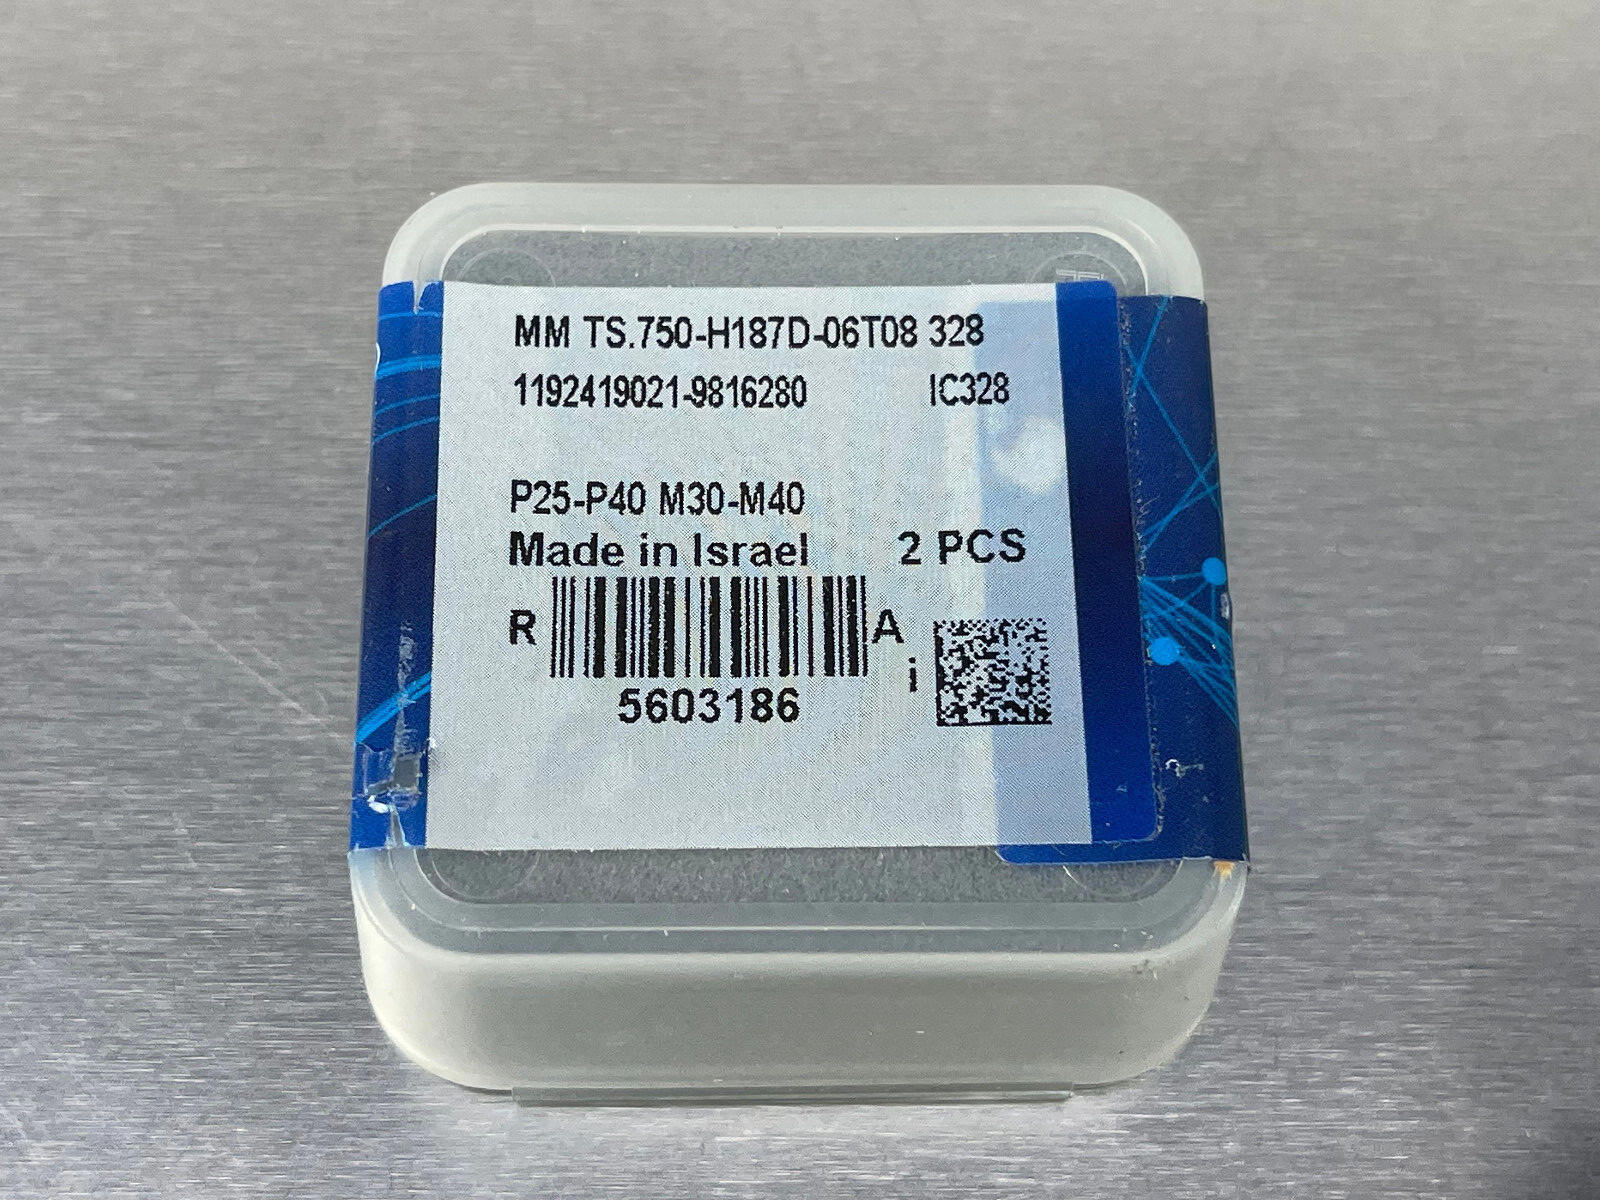 MM TS.750-H187D-06T08 328
1192419021-9816280 IC328
P25-P40 M30-M40
Made in Israel 2 PCS
R A
i
5603186